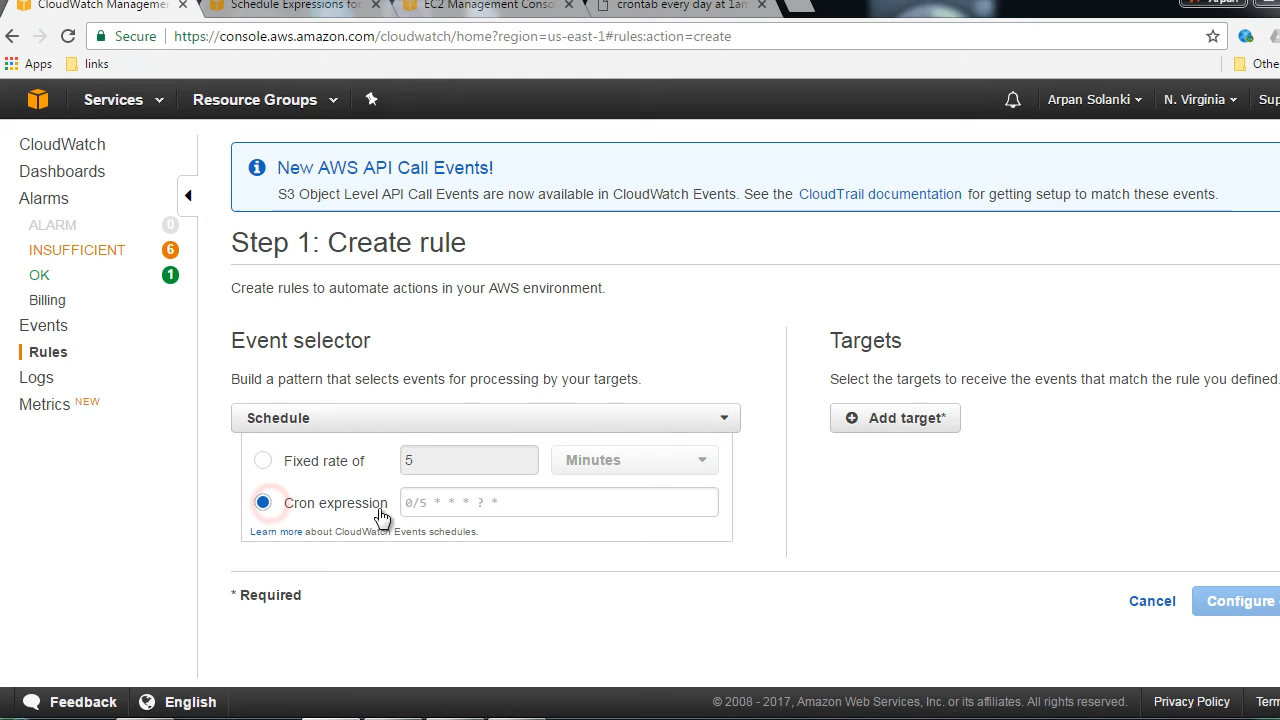 CloudWatch Manageme
Schedule Expressions for
EC2 Management Conso
crontab every day at 1am
Arpan
Secure
https://console.aws.amazon.com/cloudwatch/home?region=us-east-1#rules:action=create
Apps
links
Othe
Services
Resource Groups
Arpan Solanki
N. Virginia
Sup
CloudWatch
Dashboards
Alarms
ALARM 0
INSUFFICIENT 6
OK 1
Billing
Events
Rules
Logs
Metrics NEW
New AWS API Call Events!
S3 Object Level API Call Events are now available in CloudWatch Events. See the CloudTrail documentation for getting setup to match these events.
Step 1: Create rule
Create rules to automate actions in your AWS environment.
Event selector
Build a pattern that selects events for processing by your targets.
Schedule
Fixed rate of 5 Minutes
Cron expression 0/5 * * * ? *
Learn more about CloudWatch Events schedules.
Targets
Select the targets to receive the events that match the rule you defined.
Add target*
* Required
Cancel
Configure
Feedback
English
© 2008 - 2017, Amazon Web Services, Inc. or its affiliates. All rights reserved.
Privacy Policy
Term